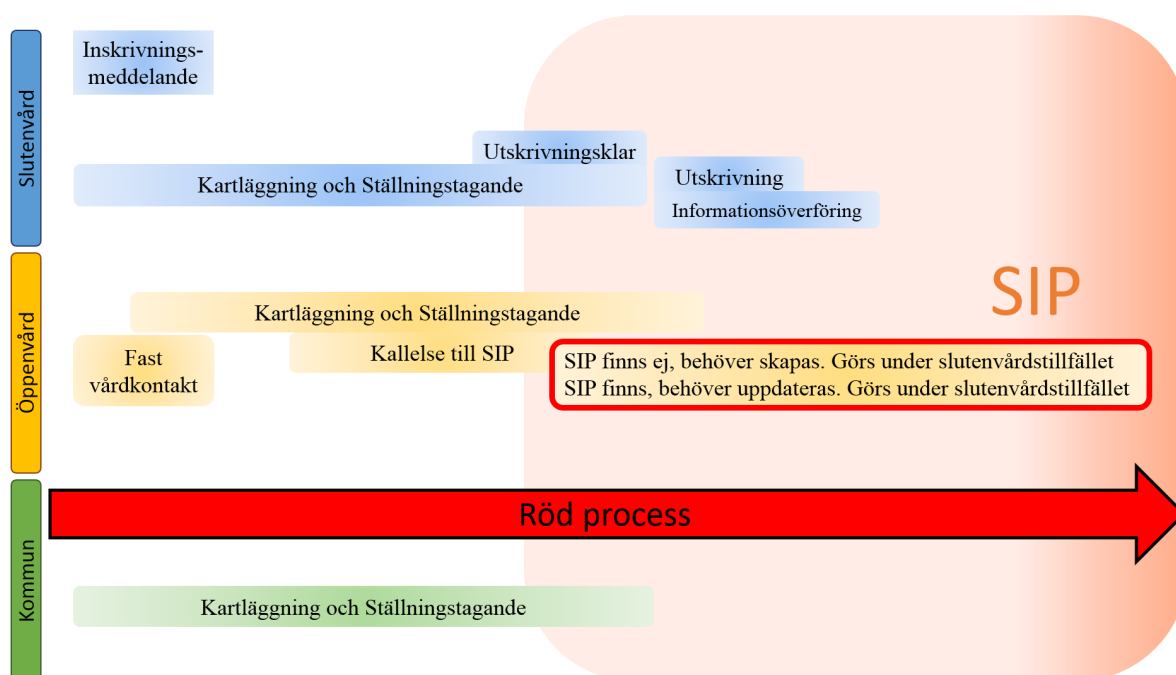 Slutenvård
Inskrivnings-
meddelande
Utskrivningsklar
Kartläggning och Ställningstagande
Utskrivning
Informationsöverföring
SIP
Öppenvård
Kartläggning och Ställningstagande
Fast
vårdkontakt
Kallelse till SIP
SIP finns ej, behöver skapas. Görs under slutenvårdstillfället
SIP finns, behöver uppdateras. Görs under slutenvårdstillfället
Röd process
Kommun
Kartläggning och Ställningstagande